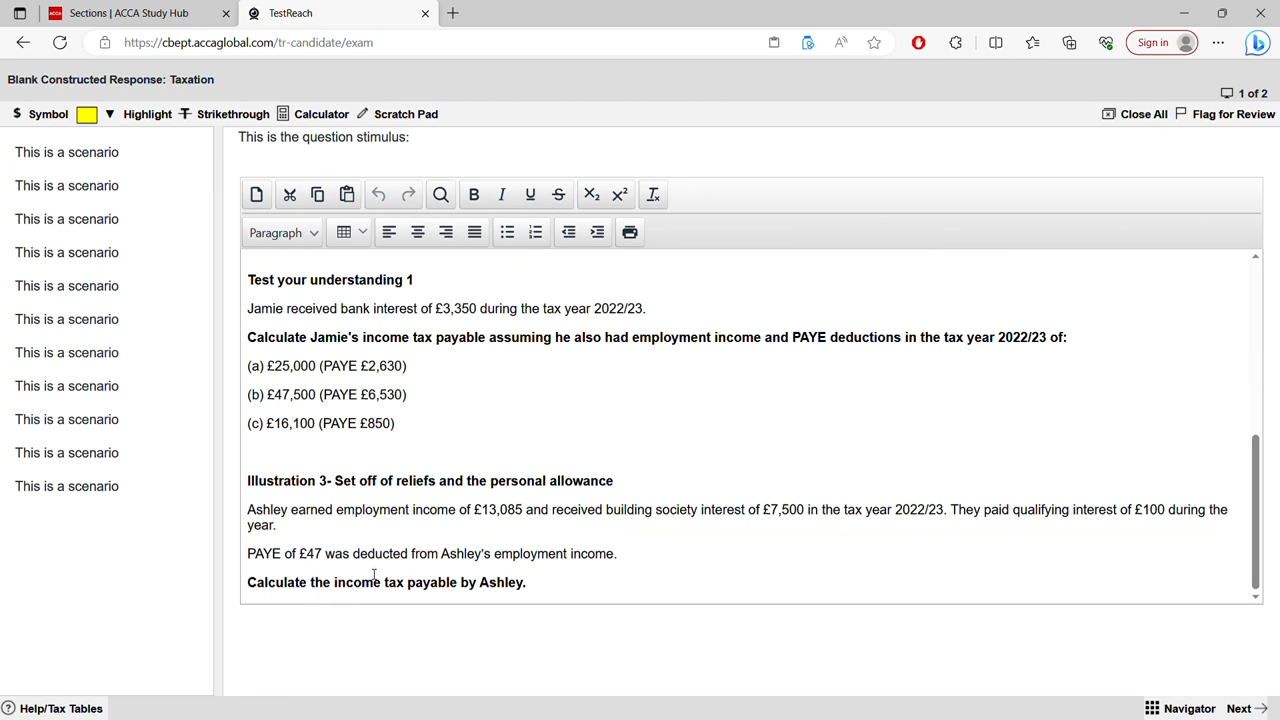 Sections | ACCA Study Hub
TestReach
https://cbept.accaglobal.com/tr-candidate/exam
Sign in
Blank Constructed Response: Taxation
1 of 2
$ Symbol Highlight Strikethrough Calculator Scratch Pad Close All Flag for Review
This is a scenario
This is a scenario
This is a scenario
This is a scenario
This is a scenario
This is a scenario
This is a scenario
This is a scenario
This is a scenario
This is a scenario
This is a scenario
This is the question stimulus:
Paragraph
Test your understanding 1
Jamie received bank interest of £3,350 during the tax year 2022/23.
Calculate Jamie's income tax payable assuming he also had employment income and PAYE deductions in the tax year 2022/23 of:
(a) £25,000 (PAYE £2,630)
(b) £47,500 (PAYE £6,530)
(c) £16,100 (PAYE £850)
Illustration 3- Set off of reliefs and the personal allowance
Ashley earned employment income of £13,085 and received building society interest of £7,500 in the tax year 2022/23. They paid qualifying interest of £100 during the
year.
PAYE of £47 was deducted from Ashley's employment income.
Calculate the income tax payable by Ashley.
Help/Tax Tables
Navigator Next